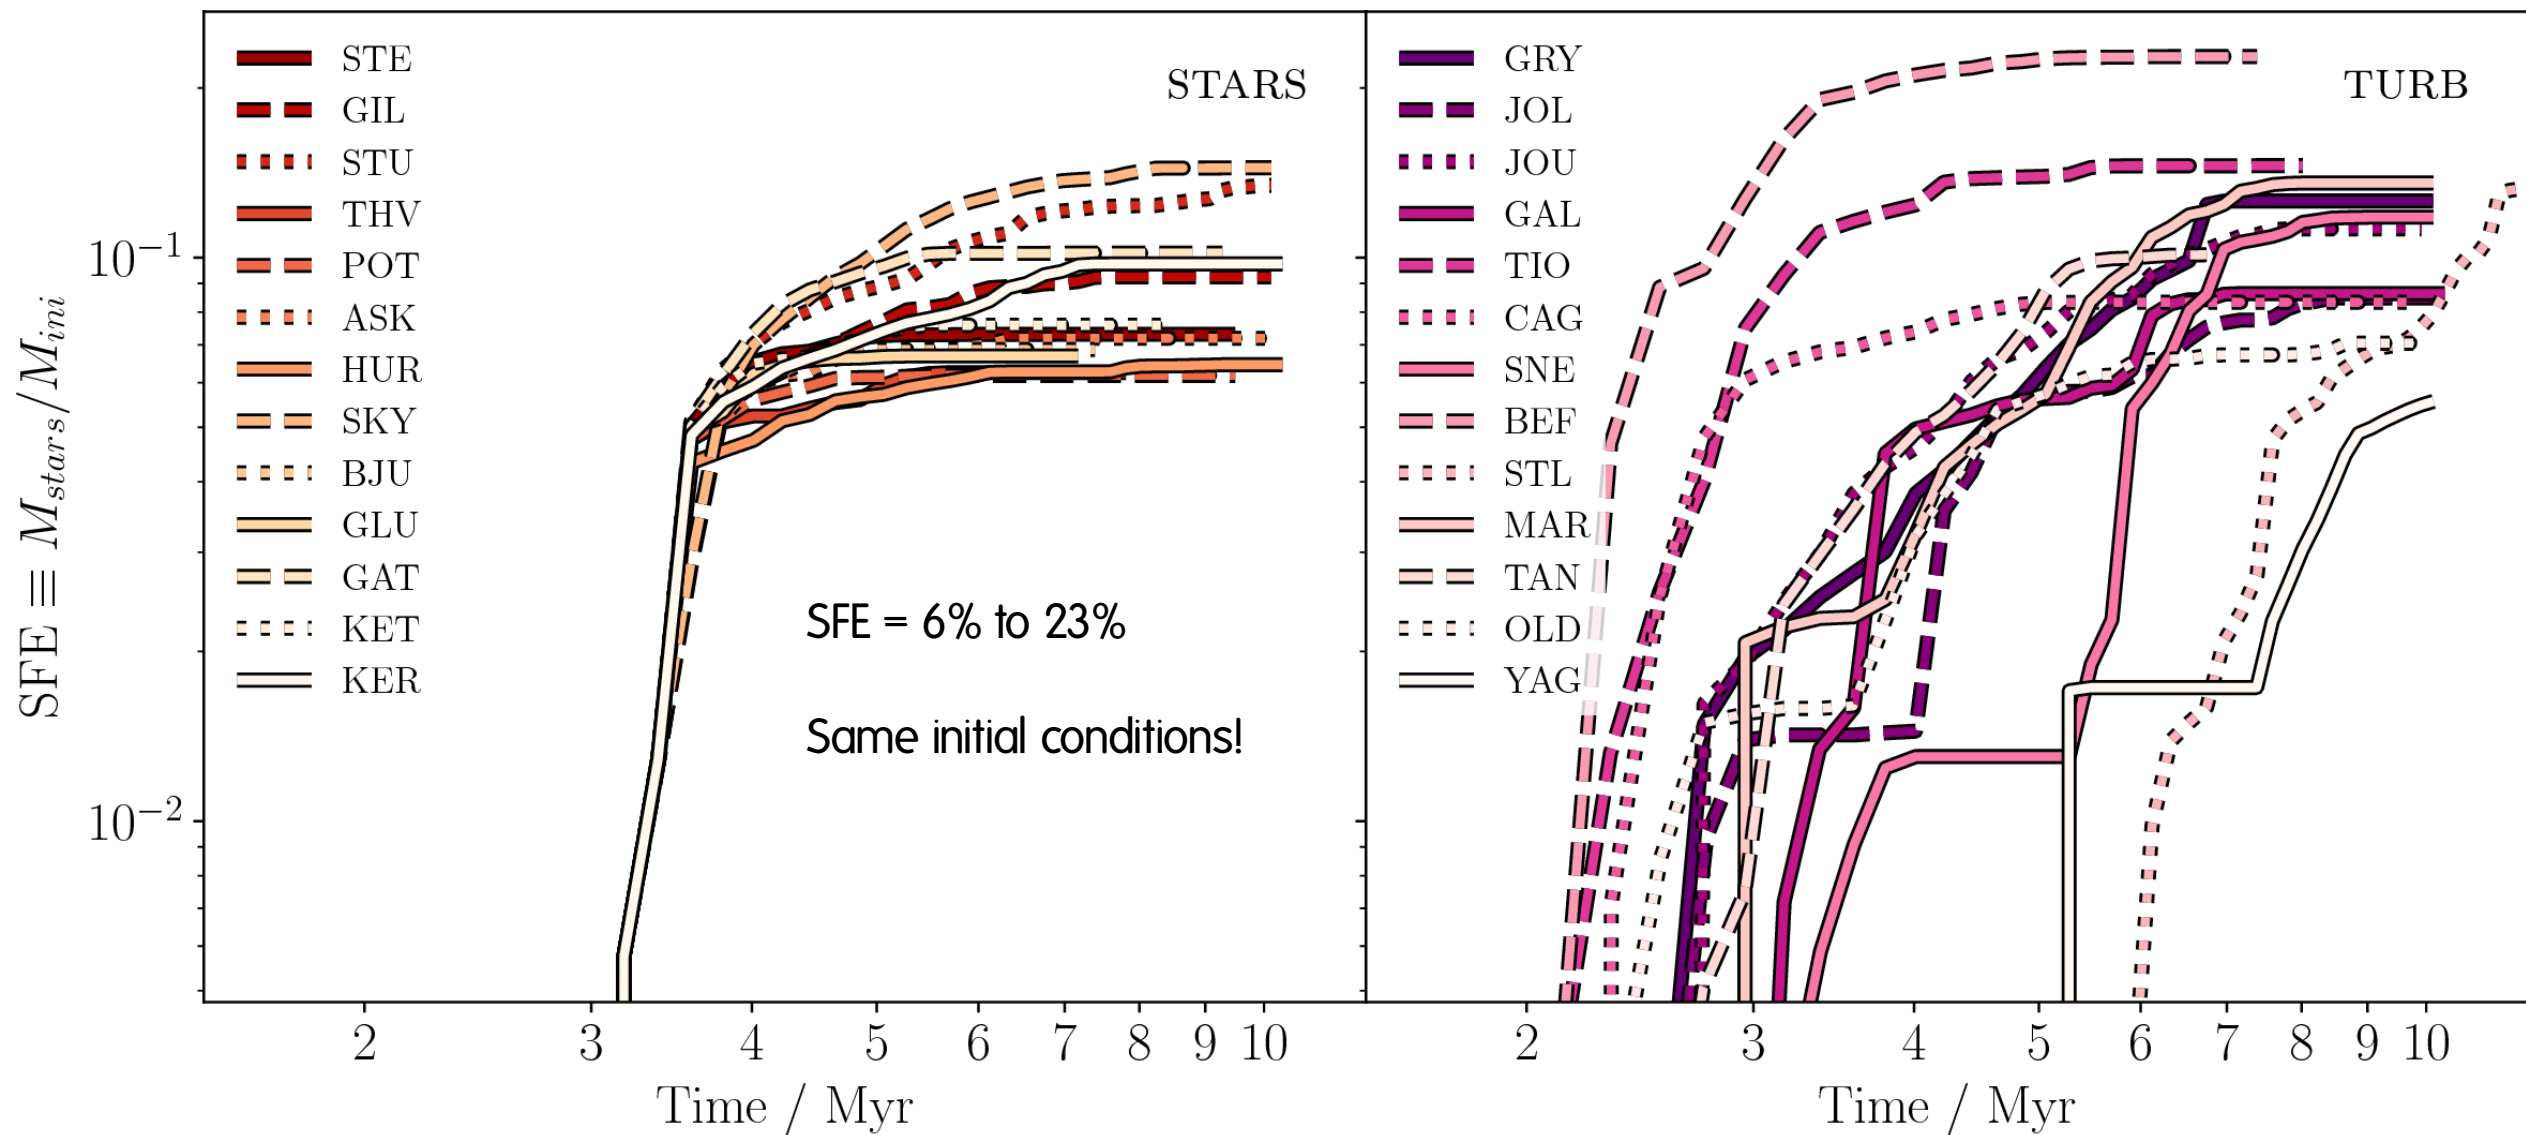 SFE ≡ M_{stars}/M_{ini}
10^{-1}
10^{-2}
STARS
STE
GIL
STU
THV
POT
ASK
HUR
SKY
BJU
GLU
GAT
KET
KER
SFE = 6% to 23%
Same initial conditions!
2 3 4 5 6 7 8 9 10
Time / Myr
TURB
GRY
JOL
JOU
GAL
TIO
CAG
SNE
BEF
STL
MAR
TAN
OLD
YAG
2 3 4 5 6 7 8 9 10
Time / Myr